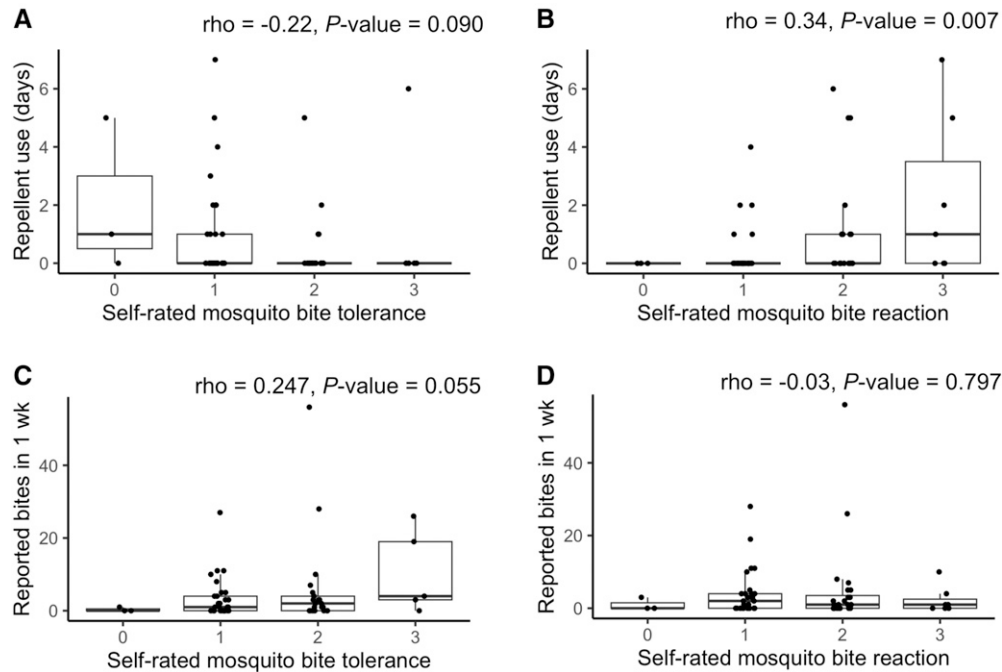 A
rho = -0.22, P-value = 0.090
Repellent use (days)
6
4
2
0
0 1 2 3
Self-rated mosquito bite tolerance
B
rho = 0.34, P-value = 0.007
Repellent use (days)
6
4
2
0
0 1 2 3
Self-rated mosquito bite reaction
C
rho = 0.247, P-value = 0.055
Reported bites in 1 wk
40
20
0
0 1 2 3
Self-rated mosquito bite tolerance
D
rho = -0.03, P-value = 0.797
Reported bites in 1 wk
40
20
0
0 1 2 3
Self-rated mosquito bite reaction